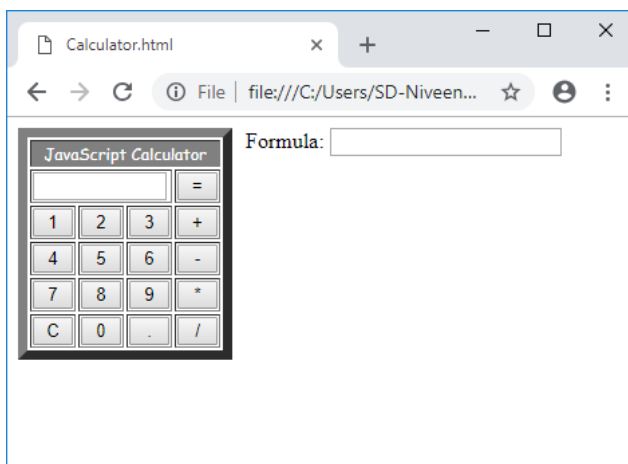 Calculator.html
File file:///C:/Users/SD-Niveen...
JavaScript Calculator
Formula:
=
1 2 3 +
4 5 6 -
7 8 9 *
C 0 . /